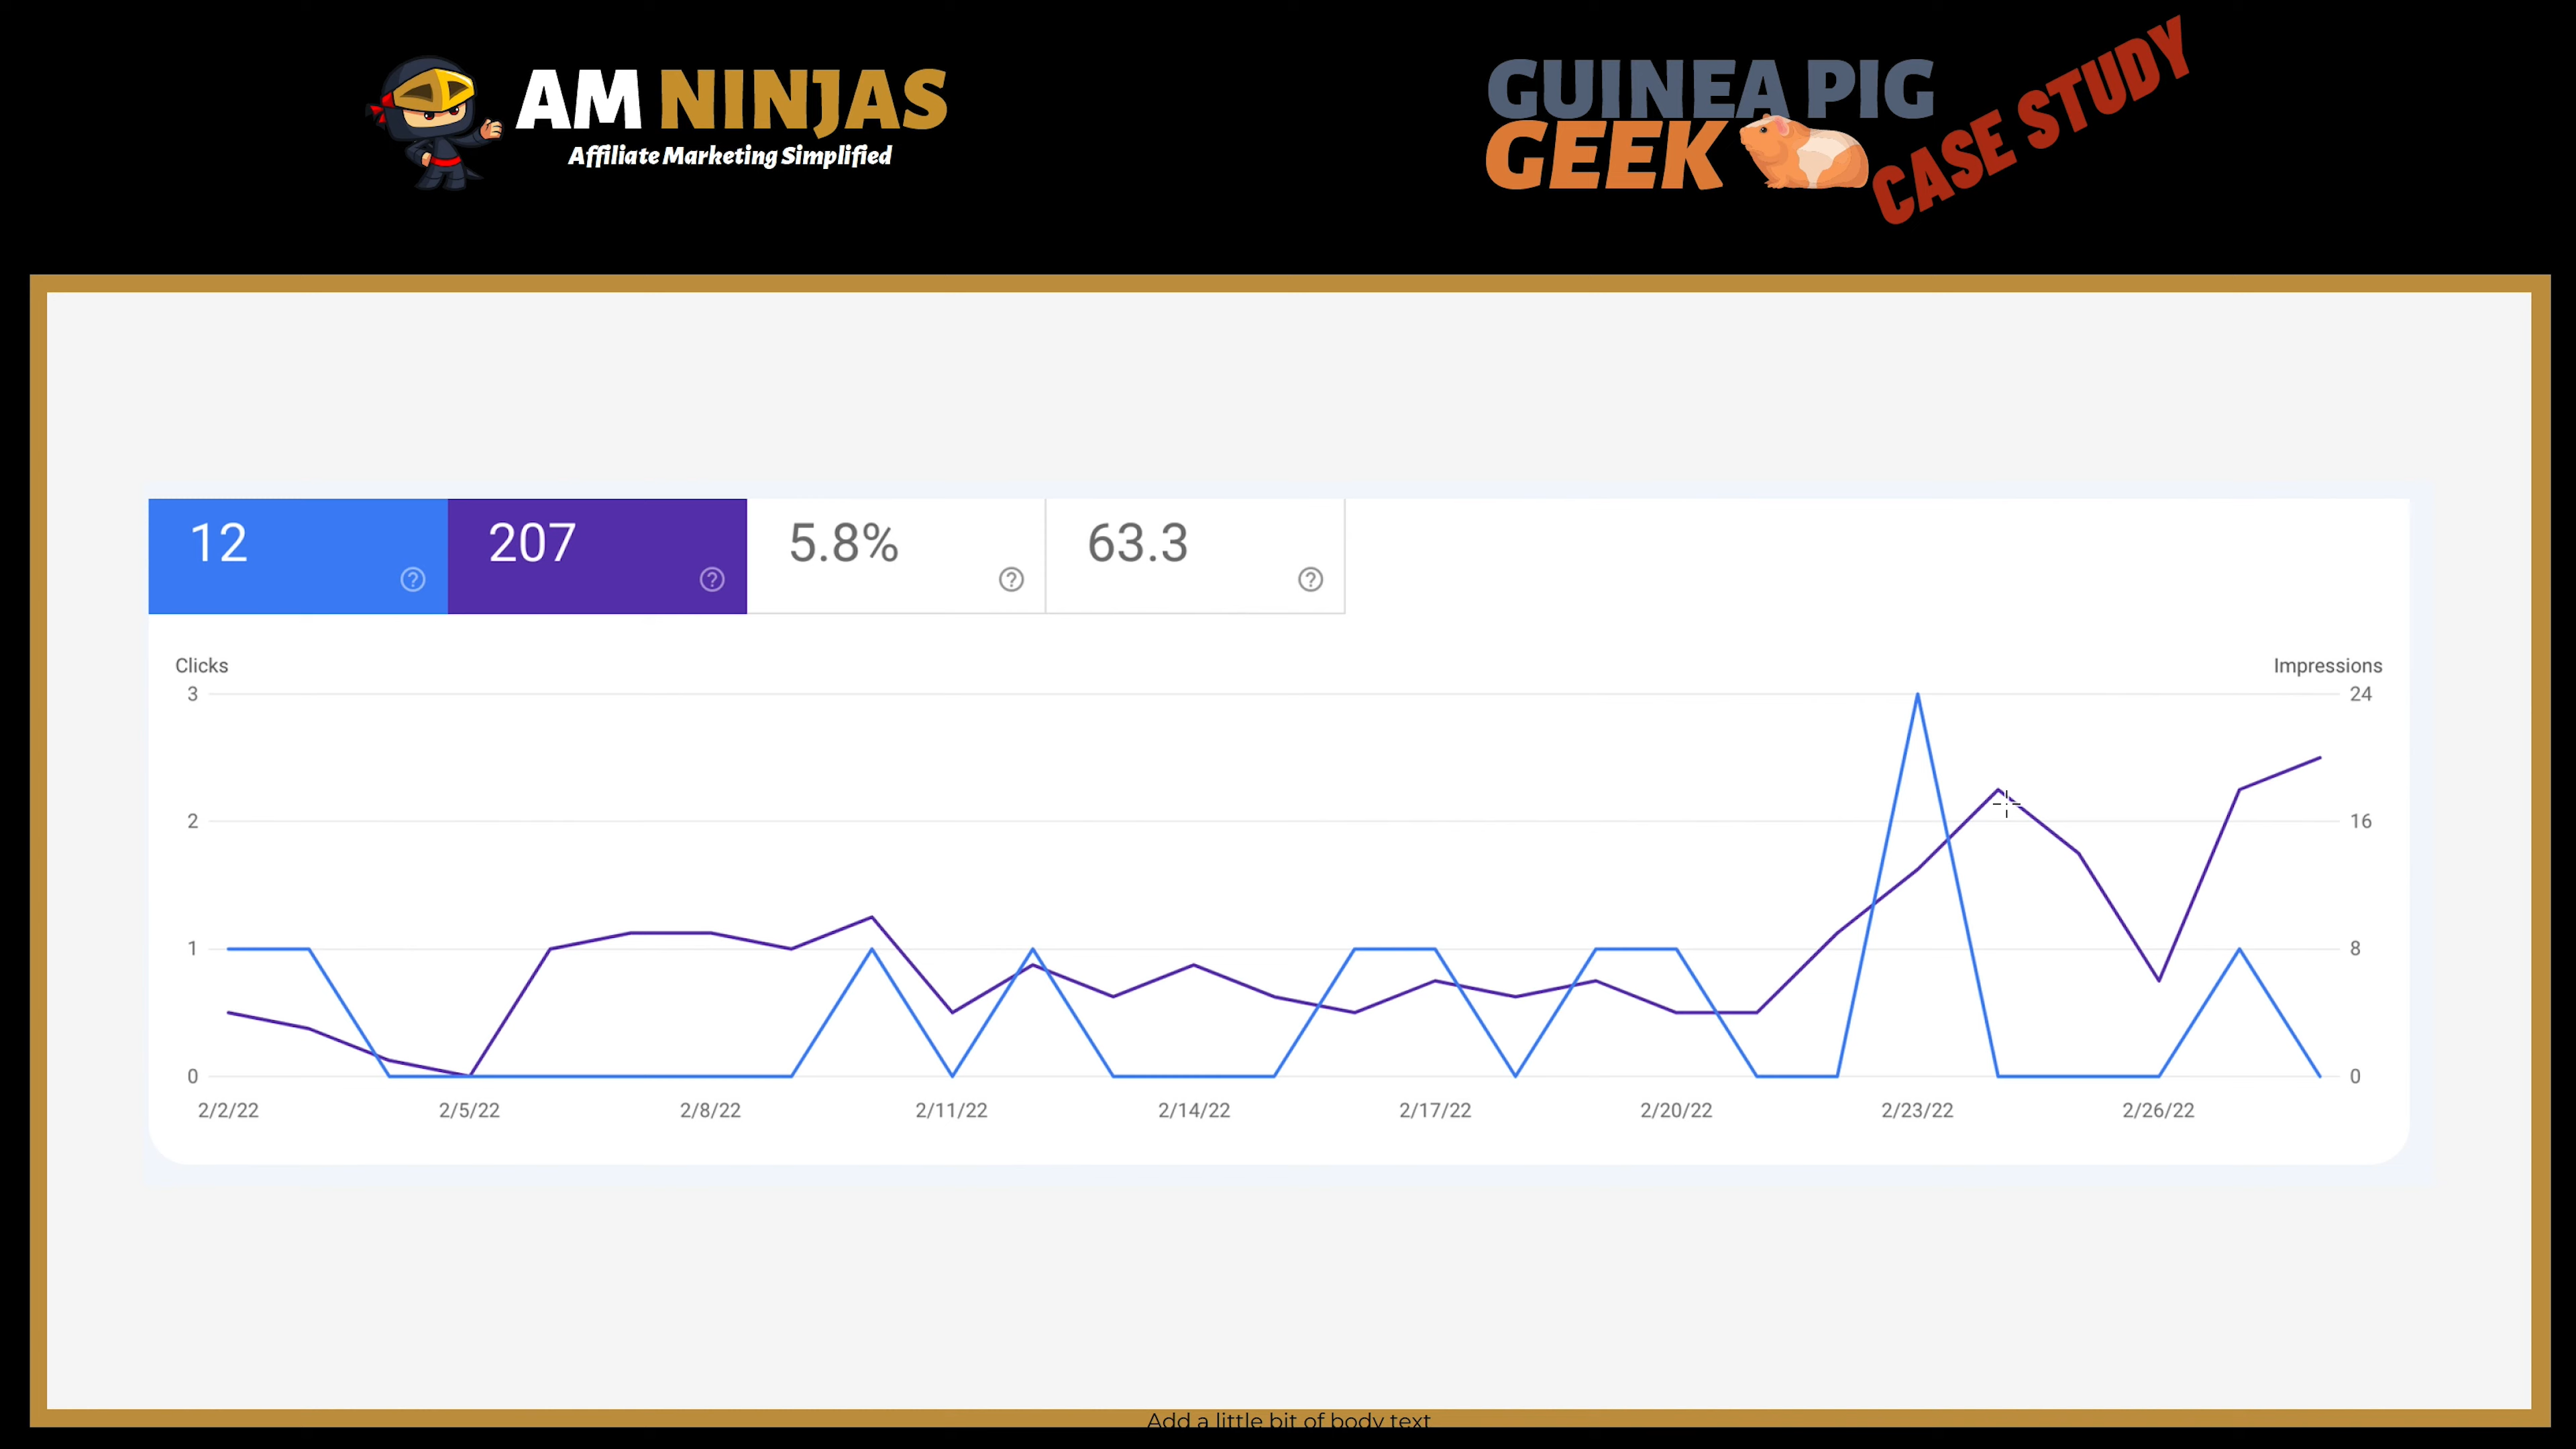 AM NINJAS
Affiliate Marketing Simplified
GUINEA PIG
GEEK
CASE STUDY
12
207
5.8%
63.3
Clicks
Impressions
3
24
2
16
1
8
0
0
2/2/22
2/5/22
2/8/22
2/11/22
2/14/22
2/17/22
2/20/22
2/23/22
2/26/22
Add a little bit of body text